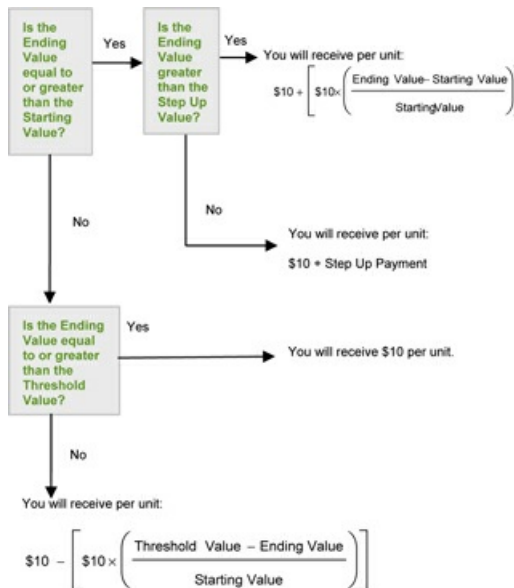 Is the
Ending
Value
equal to
or greater
than the
Starting
Value?
Yes
Is the
Ending
Value
greater
than the
Step Up
Value?
Yes
You will receive per unit:
$10 + [ $10× ( Ending Value– Starting Value
StartingValue )
No
No
You will receive per unit:
$10 + Step Up Payment
Is the Ending
Value equal
to or greater
than the
Threshold
Value?
Yes
You will receive $10 per unit.
No
You will receive per unit:
$10 − [ $10 × ( Threshold Value – Ending Value
Starting Value ) ]